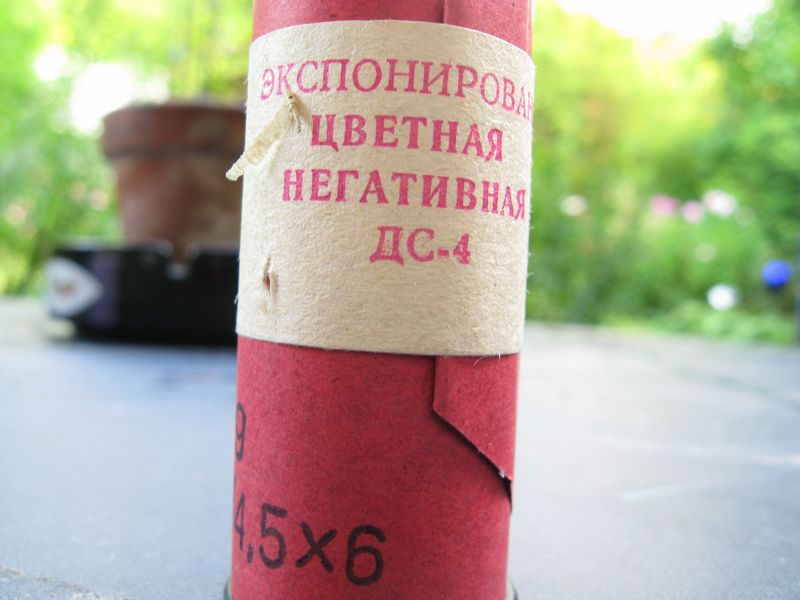 ЭКСПОНИРОВАН
ЦВЕТНАЯ
НЕГАТИВНАЯ
ДС-4
9
4,5×6